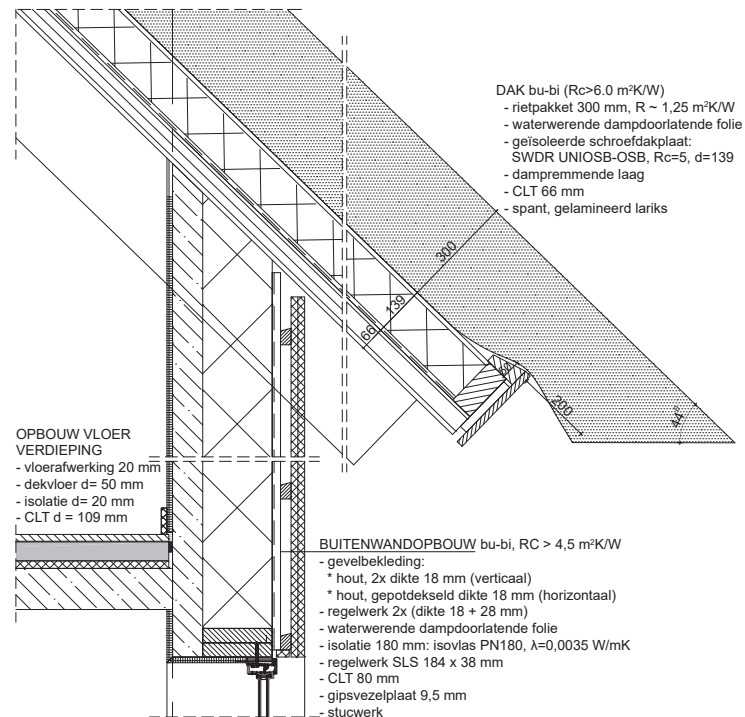 DAK bu-bi (Rc>6.0 m²K/W)
- rietpakket 300 mm, R ~ 1,25 m²K/W
- waterwerende dampdoorlatende folie
- geïsoleerde schroefdakplaat:
SWDR UNIOSB-OSB, Rc=5, d=139
- dampremmende laag
- CLT 66 mm
- spant, gelamineerd lariks
300
139
66
200
44°
OPBOUW VLOER
VERDIEPING
- vloerafwerking 20 mm
- dekvloer d= 50 mm
- isolatie d= 20 mm
- CLT d = 109 mm
BUITENWANDOPBOUW bu-bi, RC > 4,5 m²K/W
- gevelbekleding:
* hout, 2x dikte 18 mm (verticaal)
* hout, gepotdekseld dikte 18 mm (horizontaal)
- regelwerk 2x (dikte 18 + 28 mm)
- waterwerende dampdoorlatende folie
- isolatie 180 mm: isovlas PN180, λ=0,0035 W/mK
- regelwerk SLS 184 x 38 mm
- CLT 80 mm
- gipsvezelplaat 9,5 mm
- stucwerk